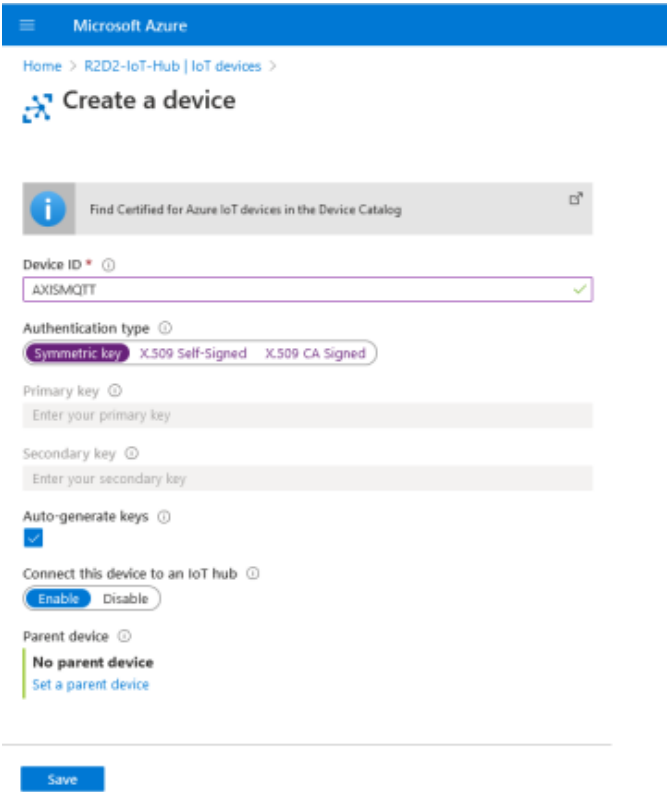 Microsoft Azure
Home > R2D2-IoT-Hub | IoT devices >
Create a device
Find Certified for Azure IoT devices in the Device Catalog
Device ID *
AXISMQTT
Authentication type
Symmetric key X.509 Self-Signed X.509 CA Signed
Primary key
Enter your primary key
Secondary key
Enter your secondary key
Auto-generate keys
Connect this device to an IoT hub
Enable Disable
Parent device
No parent device
Set a parent device
Save